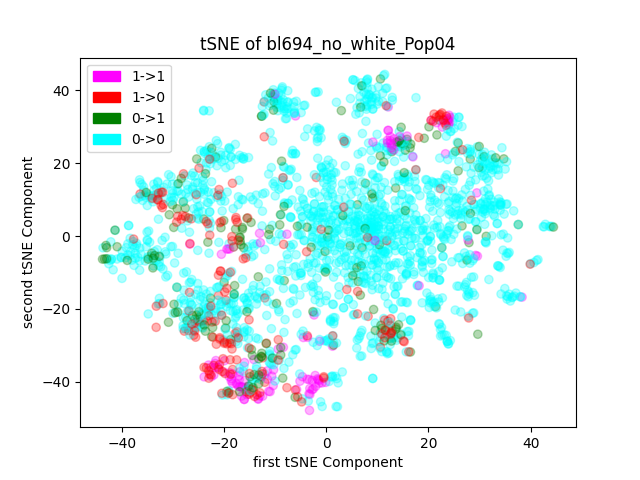 tSNE of bl694_no_white_Pop04
1->1
1->0
0->1
0->0
second tSNE Component
40
20
0
−20
−40
−40 −20 0 20 40
first tSNE Component